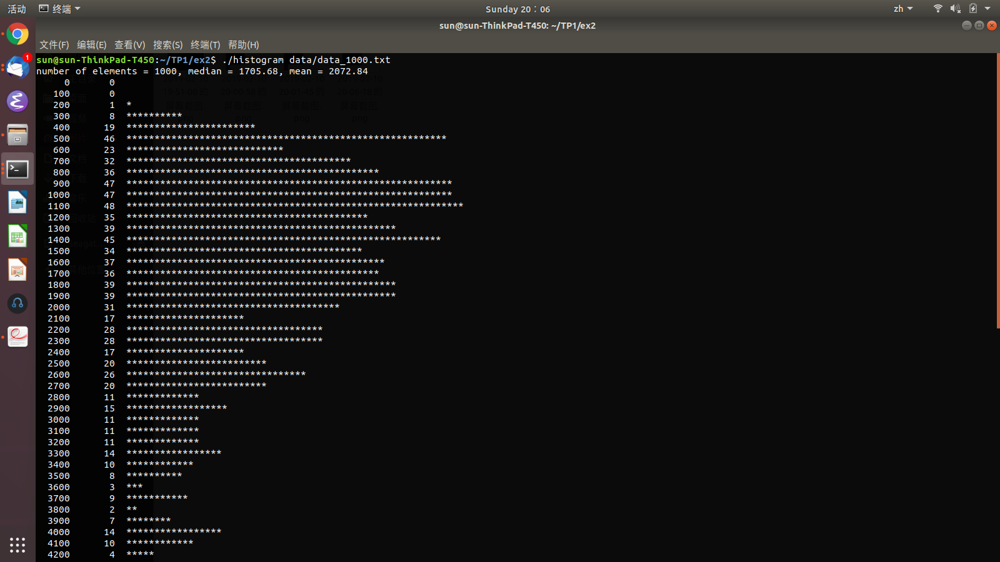 活动 终端 Sunday 20：06 zh
sun@sun-ThinkPad-T450: ~/TP1/ex2
文件(F) 编辑(E) 查看(V) 搜索(S) 终端(T) 帮助(H)
sun@sun-ThinkPad-T450:~/TP1/ex2$ ./histogram data/data_1000.txt
number of elements = 1000, median = 1705.68, mean = 2072.84
0 0
100 0
200 1 *
300 8 **********
400 19 ***********************
500 46 *********************************************************
600 23 ****************************
700 32 ****************************************
800 36 *********************************************
900 47 **********************************************************
1000 47 **********************************************************
1100 48 ************************************************************
1200 35 *******************************************
1300 39 ************************************************
1400 45 ********************************************************
1500 34 ******************************************
1600 37 **********************************************
1700 36 *********************************************
1800 39 ************************************************
1900 39 ************************************************
2000 31 **************************************
2100 17 *********************
2200 28 ***********************************
2300 28 ***********************************
2400 17 *********************
2500 20 *************************
2600 26 ********************************
2700 20 *************************
2800 11 *************
2900 15 ******************
3000 11 *************
3100 11 *************
3200 11 *************
3300 14 *****************
3400 10 ************
3500 8 **********
3600 3 ***
3700 9 ***********
3800 2 **
3900 7 ********
4000 14 *****************
4100 10 ************
4200 4 *****
1